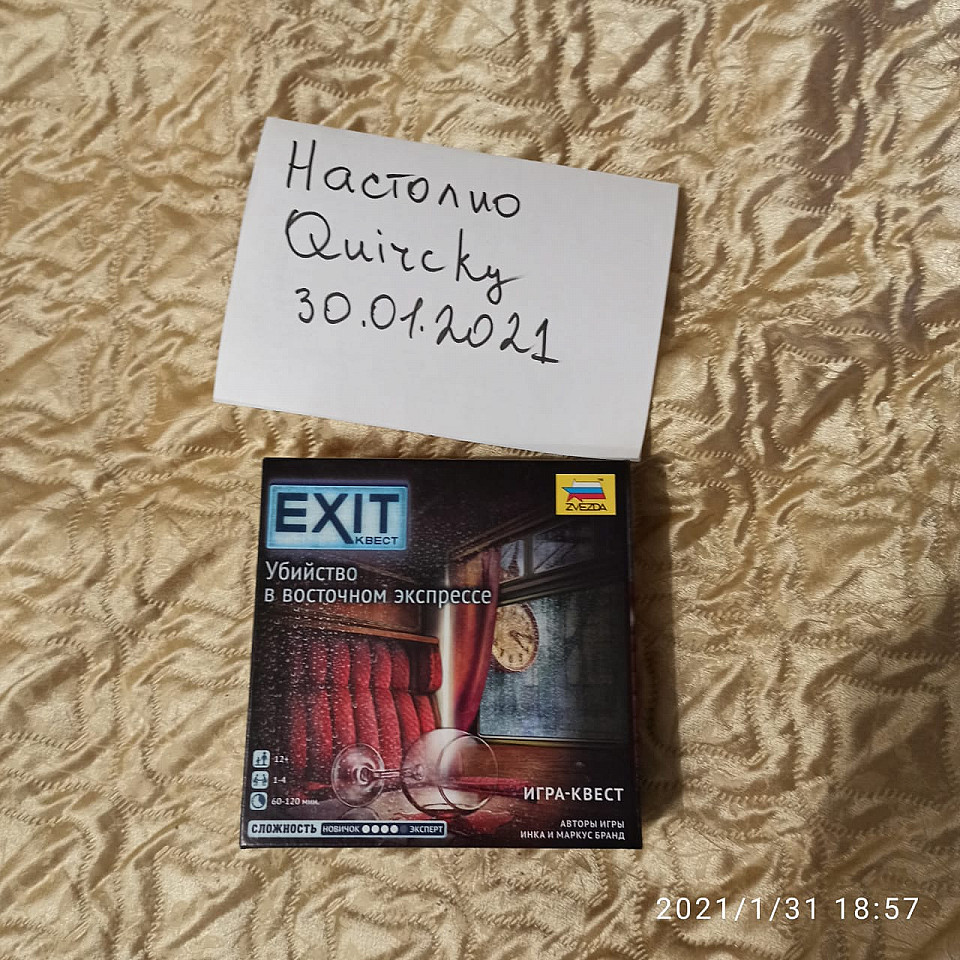 Настолио
Quircky
30.01.2021
EXIT
КВЕСТ
ZVEZDA
Убийство
в восточном экспрессе
12+
1-4
60-120 мин.
ИГРА-КВЕСТ
АВТОРЫ ИГРЫ
ИНКА И МАРКУС БРАНД
СЛОЖНОСТЬ НОВИЧОК ЭКСПЕРТ
2021/1/31 18:57